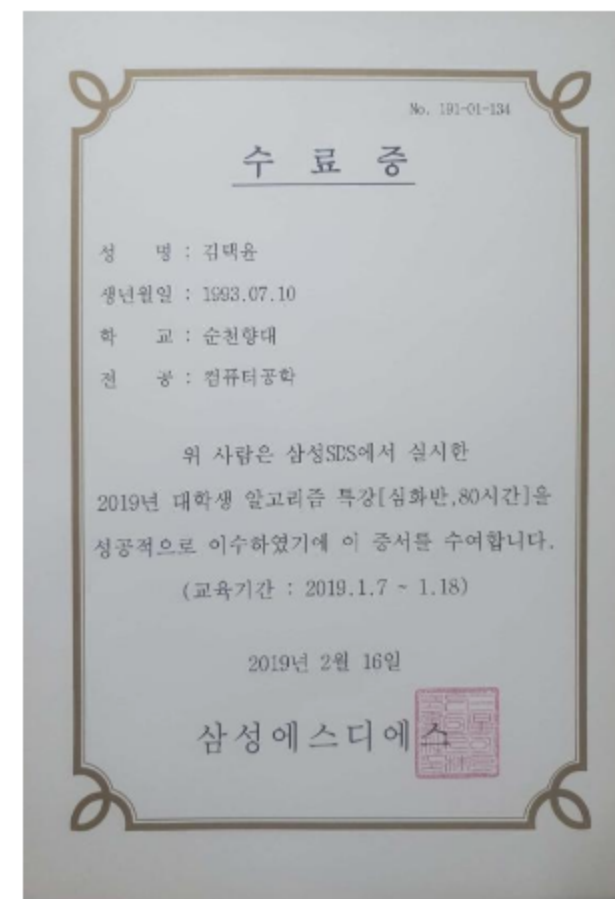 No. 191-01-134
수 료 증
성 명 : 김택윤
생년월일 : 1993.07.10
학 교 : 순천향대
전 공 : 컴퓨터공학
위 사람은 삼성SDS에서 실시한
2019년 대학생 알고리즘 특강[심화반,80시간]을
성공적으로 이수하였기에 이 증서를 수여합니다.
(교육기간 : 2019.1.7 ~ 1.18)
2019년 2월 16일
삼성에스디에스